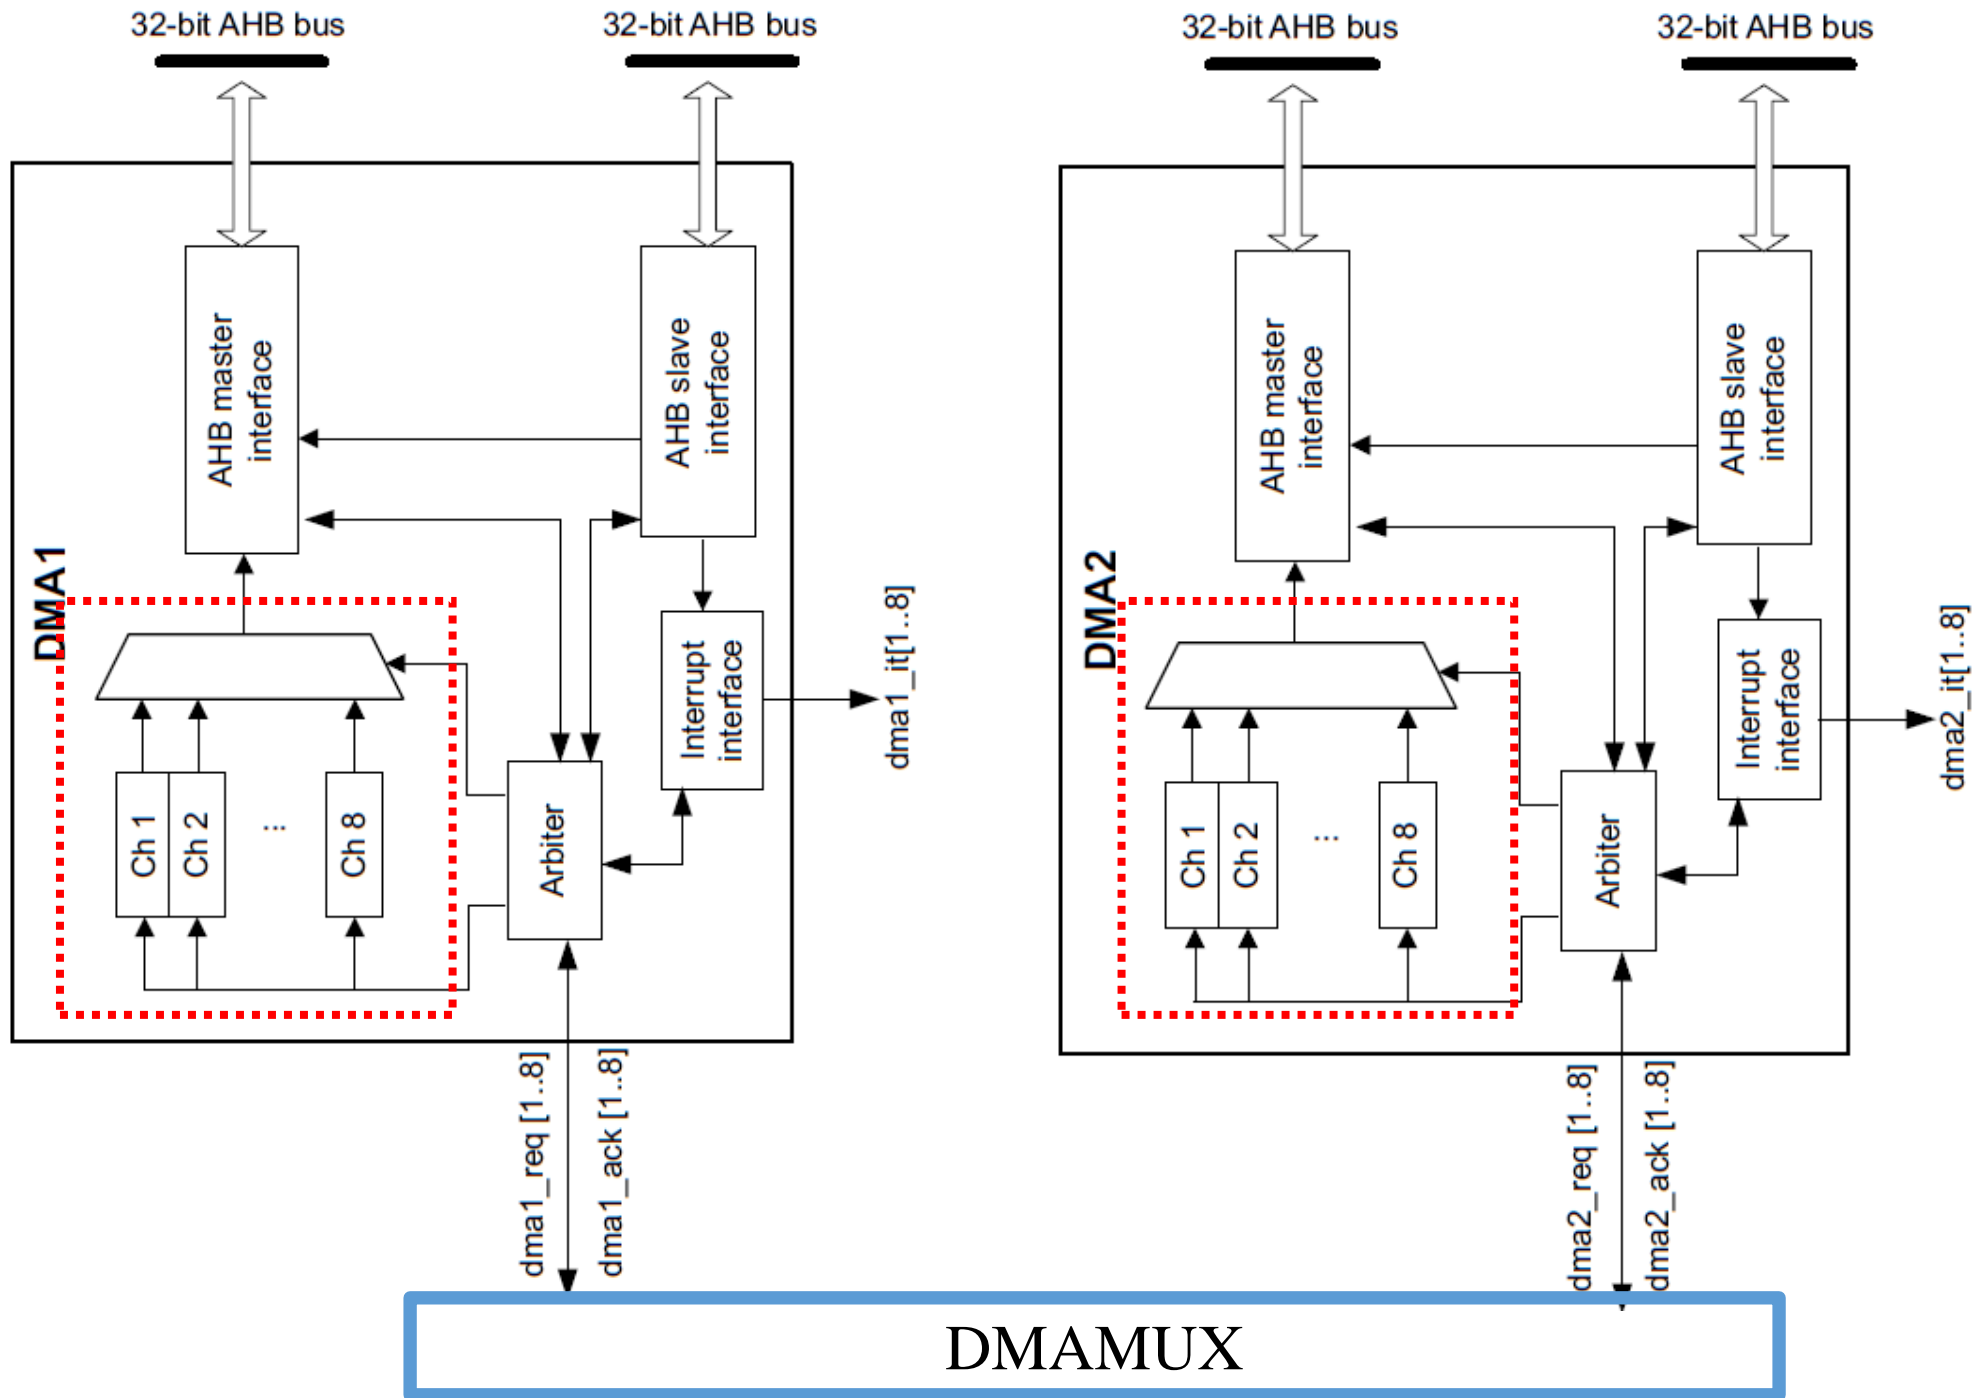 32-bit AHB bus
32-bit AHB bus
32-bit AHB bus
32-bit AHB bus
DMA1
AHB master
interface
AHB slave
interface
Interrupt
interface
dma1_it[1..8]
Ch 1
Ch 2
...
Ch 8
Arbiter
dma1_req [1..8]
dma1_ack [1..8]
DMA2
AHB master
interface
AHB slave
interface
Interrupt
interface
dma2_it[1..8]
Ch 1
Ch 2
...
Ch 8
Arbiter
dma2_req [1..8]
dma2_ack [1..8]
DMAMUX